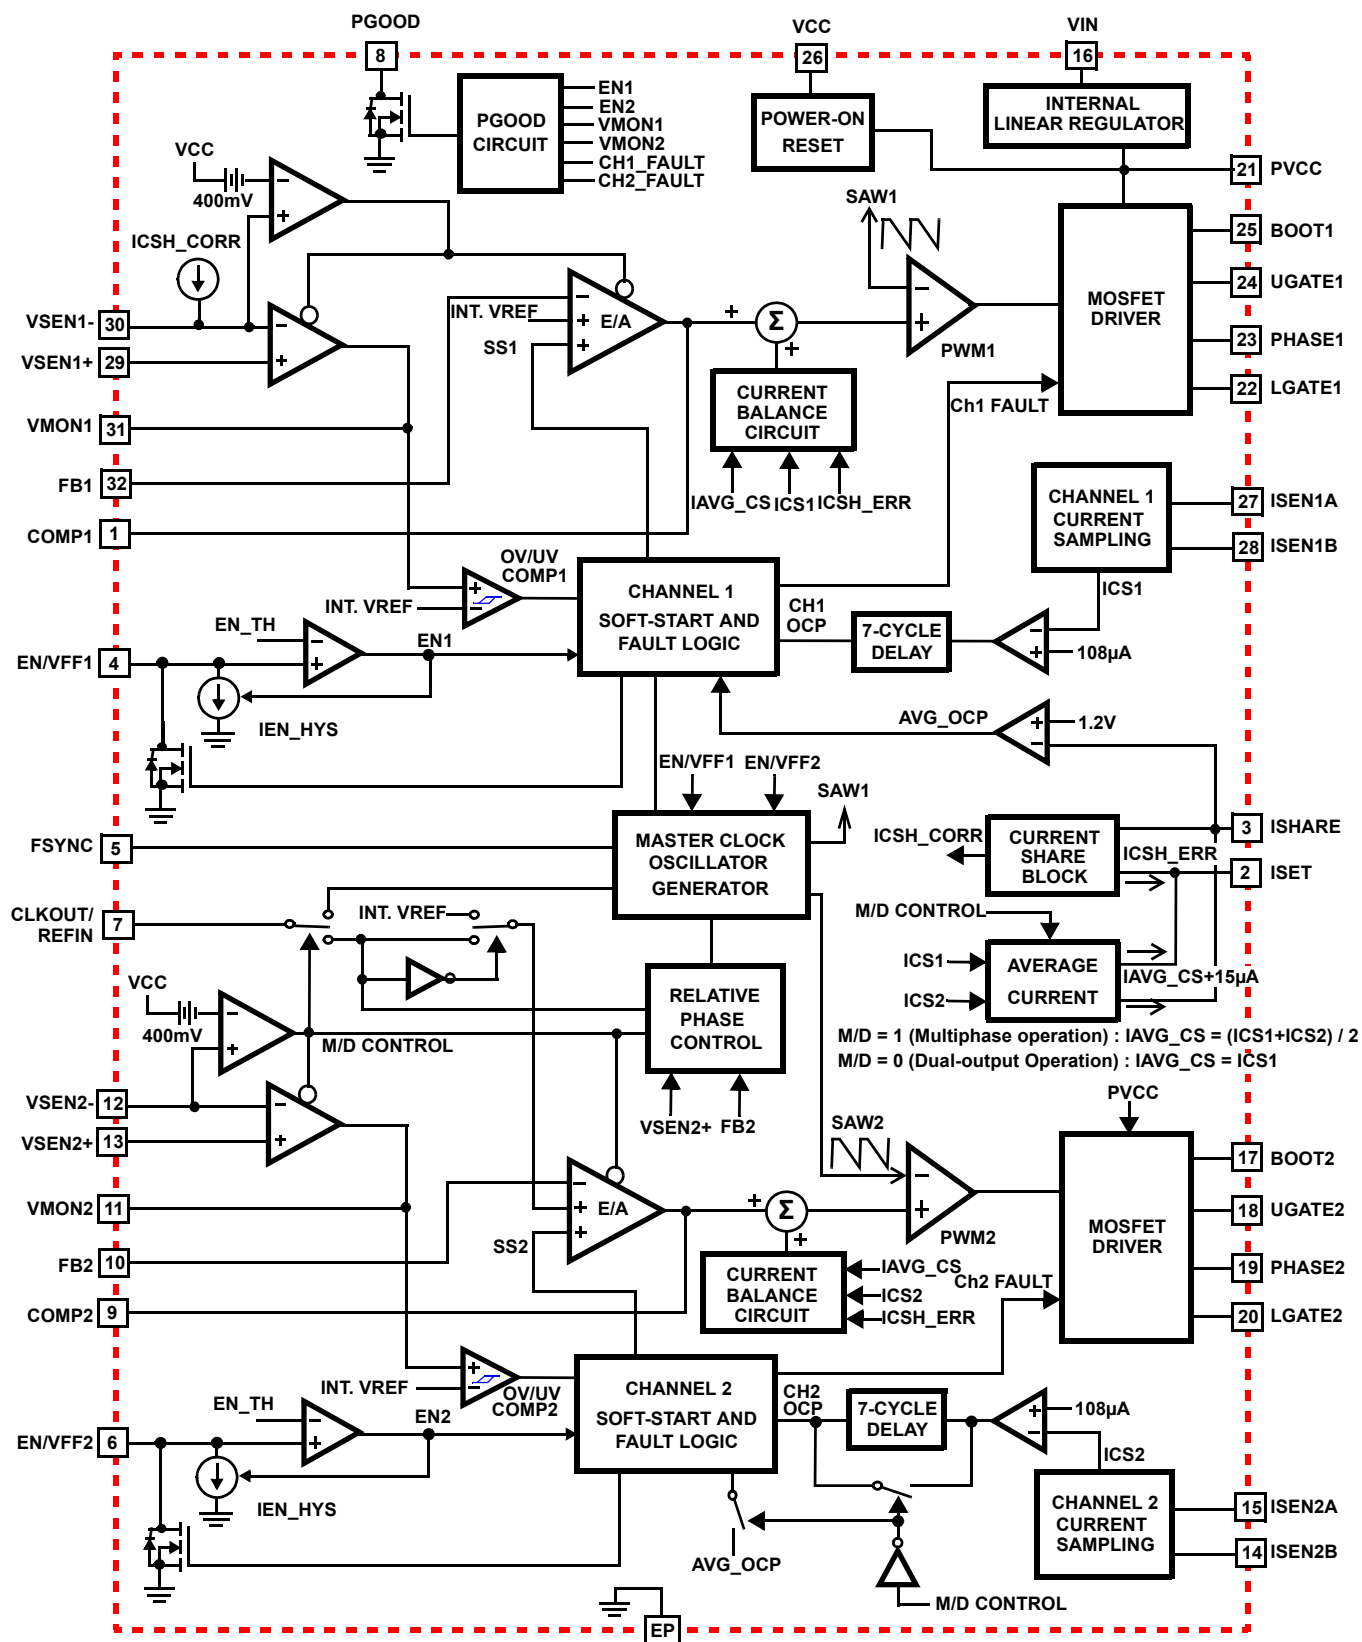 PGOOD
8
VCC
26
VIN
16
PGOOD
CIRCUIT
EN1
EN2
VMON1
VMON2
CH1_FAULT
CH2_FAULT
POWER-ON
RESET
INTERNAL
LINEAR REGULATOR
21 PVCC
VCC
400mV
−
+
ICSH_CORR
SAW1
MOSFET
DRIVER
25 BOOT1
24 UGATE1
23 PHASE1
22 LGATE1
VSEN1- 30
VSEN1+ 29
−
+
INT. VREF
SS1
−
+
+
E/A
+
Σ
+
−
+
PWM1
CURRENT
BALANCE
CIRCUIT
Ch1 FAULT
VMON1 31
FB1 32
COMP1 1
IAVG_CS
ICS1
ICSH_ERR
CHANNEL 1
CURRENT
SAMPLING
27 ISEN1A
28 ISEN1B
OV/UV
COMP1
INT. VREF
+
−
CHANNEL 1
SOFT-START AND
FAULT LOGIC
CH1
OCP
7-CYCLE
DELAY
ICS1
−
+
108µA
EN_TH
−
+
EN1
EN/VFF1 4
IEN_HYS
AVG_OCP
+
−
1.2V
EN/VFF1
EN/VFF2
SAW1
FSYNC 5
MASTER CLOCK
OSCILLATOR
GENERATOR
ICSH_CORR
CURRENT
SHARE
BLOCK
ICSH_ERR
3 ISHARE
2 ISET
CLKOUT/
REFIN
7
INT. VREF
M/D CONTROL
ICS1
ICS2
AVERAGE
CURRENT
IAVG_CS+15µA
M/D = 1 (Multiphase operation) : IAVG_CS = (ICS1+ICS2) / 2
M/D = 0 (Dual-output Operation) : IAVG_CS = ICS1
VCC
400mV
−
+
M/D CONTROL
RELATIVE
PHASE
CONTROL
VSEN2+
FB2
VSEN2- 12
VSEN2+ 13
−
+
SAW2
PVCC
MOSFET
DRIVER
17 BOOT2
18 UGATE2
19 PHASE2
20 LGATE2
VMON2 11
FB2 10
COMP2 9
SS2
−
+
+
E/A
+
Σ
+
−
+
PWM2
CURRENT
BALANCE
CIRCUIT
IAVG_CS
ICS2
ICSH_ERR
Ch2 FAULT
INT. VREF
+
−
OV/UV
COMP2
CHANNEL 2
SOFT-START AND
FAULT LOGIC
CH2
OCP
7-CYCLE
DELAY
+
−
108µA
ICS2
EN_TH
−
+
EN2
EN/VFF2 6
IEN_HYS
CHANNEL 2
CURRENT
SAMPLING
15 ISEN2A
14 ISEN2B
AVG_OCP
M/D CONTROL
EP